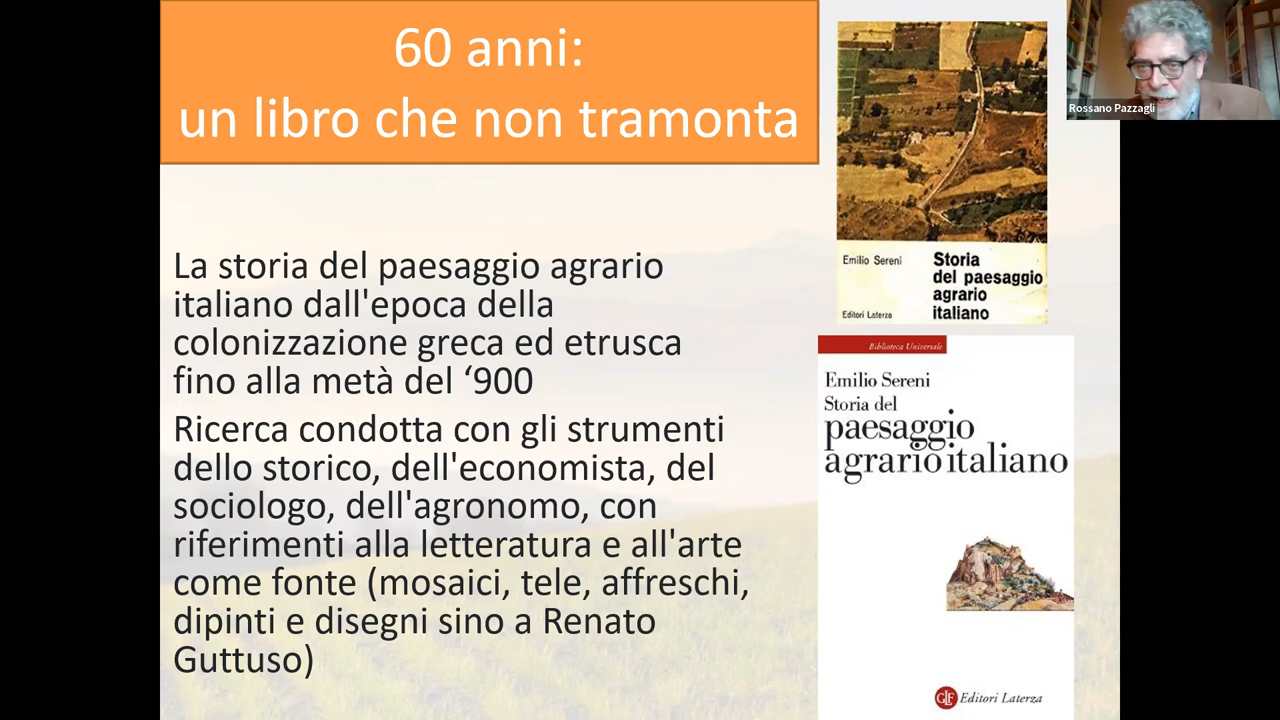 60 anni:
un libro che non tramonta
La storia del paesaggio agrario
italiano dall'epoca della
colonizzazione greca ed etrusca
fino alla metà del ‘900
Ricerca condotta con gli strumenti
dello storico, dell'economista, del
sociologo, dell'agronomo, con
riferimenti alla letteratura e all'arte
come fonte (mosaici, tele, affreschi,
dipinti e disegni sino a Renato
Guttuso)
Emilio Sereni
Storia
del paesaggio
agrario
italiano
Editori Laterza
Biblioteca Universale
Emilio Sereni
Storia del
paesaggio
agrario italiano
GLF Editori Laterza
Rossano Pazzagli